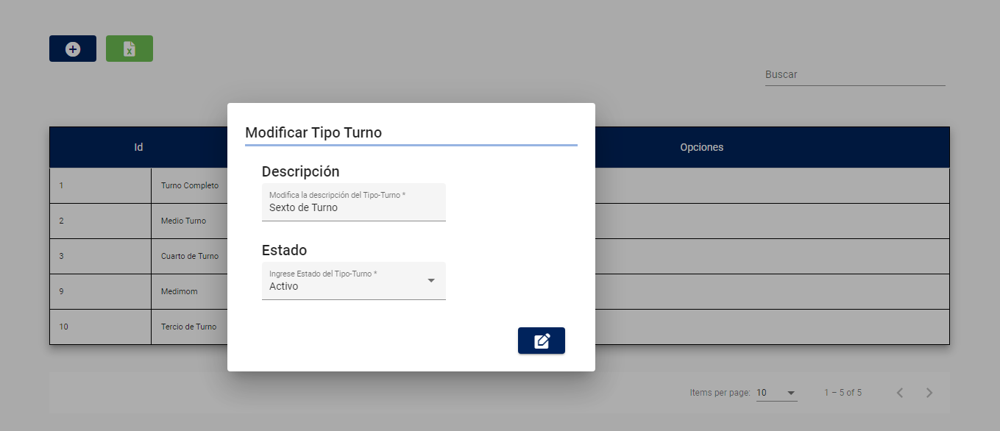 Buscar
Modificar Tipo Turno
Id
Opciones
Descripción
1
Turno Completo
Modifica la descripción del Tipo-Turno *
Sexto de Turno
2
Medio Turno
3
Cuarto de Turno
Estado
Ingrese Estado del Tipo-Turno *
Activo
9
Medimom
10
Tercio de Turno
Items per page: 10
1 – 5 of 5